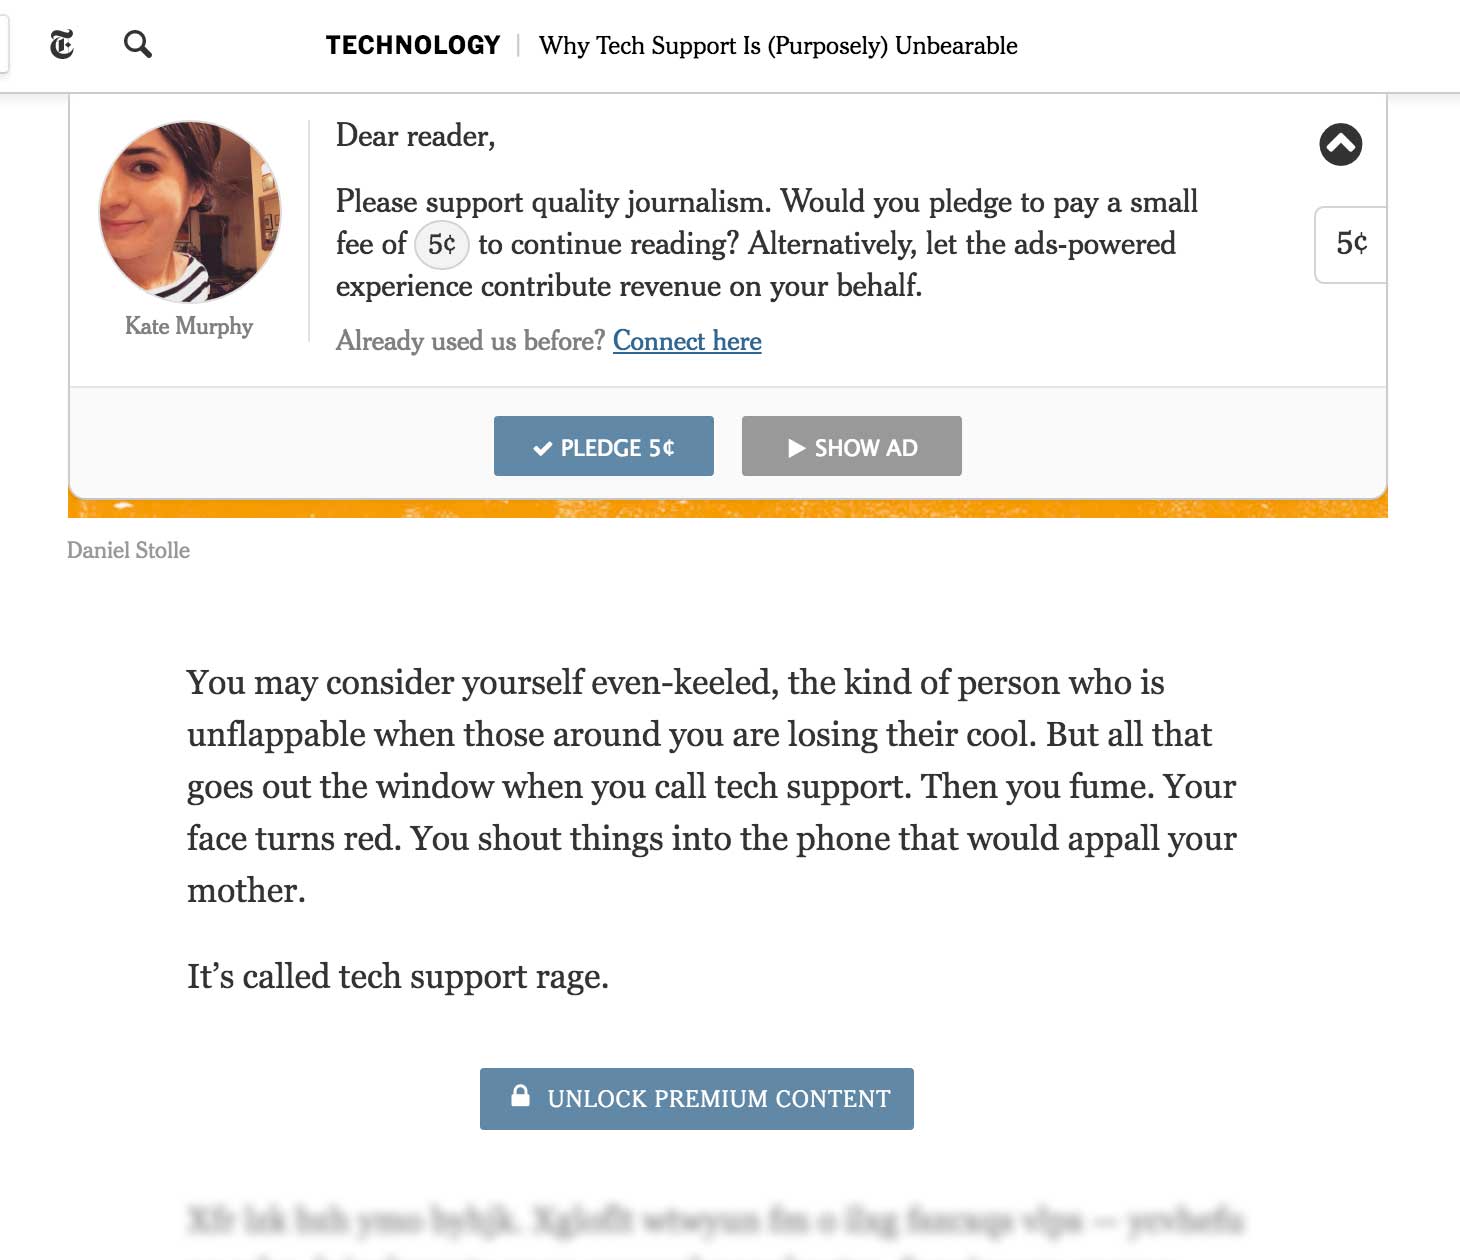 TECHNOLOGY | Why Tech Support Is (Purposely) Unbearable
Dear reader,
Please support quality journalism. Would you pledge to pay a small
fee of 5¢ to continue reading? Alternatively, let the ads-powered
experience contribute revenue on your behalf.
5¢
Kate Murphy
Already used us before? Connect here
PLEDGE 5¢
SHOW AD
Daniel Stolle
You may consider yourself even-keeled, the kind of person who is
unflappable when those around you are losing their cool. But all that
goes out the window when you call tech support. Then you fume. Your
face turns red. You shout things into the phone that would appall your
mother.
It’s called tech support rage.
UNLOCK PREMIUM CONTENT